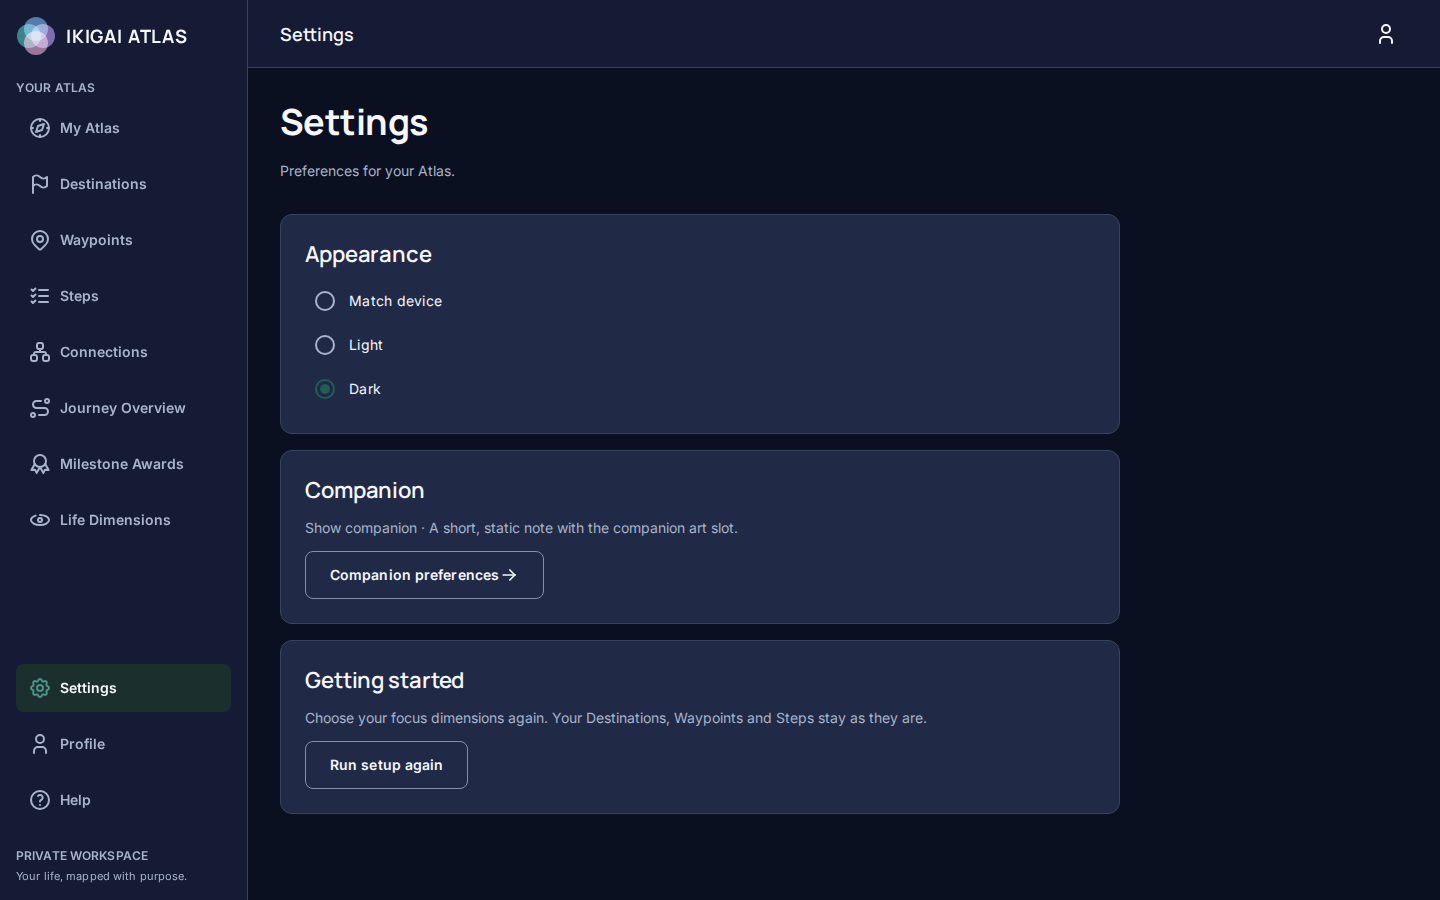 IKIGAI ATLAS
YOUR ATLAS
My Atlas
Destinations
Waypoints
Steps
Connections
Journey Overview
Milestone Awards
Life Dimensions
Settings
Profile
Help
PRIVATE WORKSPACE
Your life, mapped with purpose.
Settings
Settings
Preferences for your Atlas.
Appearance
Match device
Light
Dark
Companion
Show companion · A short, static note with the companion art slot.
Companion preferences →
Getting started
Choose your focus dimensions again. Your Destinations, Waypoints and Steps stay as they are.
Run setup again